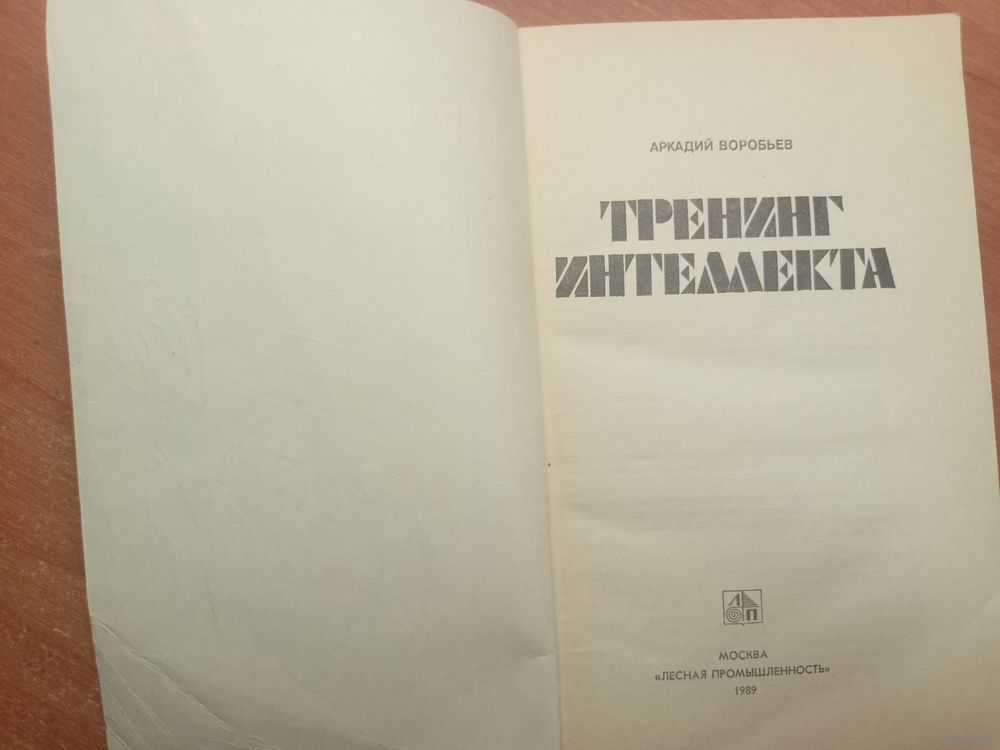 АРКАДИЙ ВОРОБЬЕВ
ТРЕНИНГ
ИНТЕЛЛЕКТА
Л
П
МОСКВА
«ЛЕСНАЯ ПРОМЫШЛЕННОСТЬ»
1989